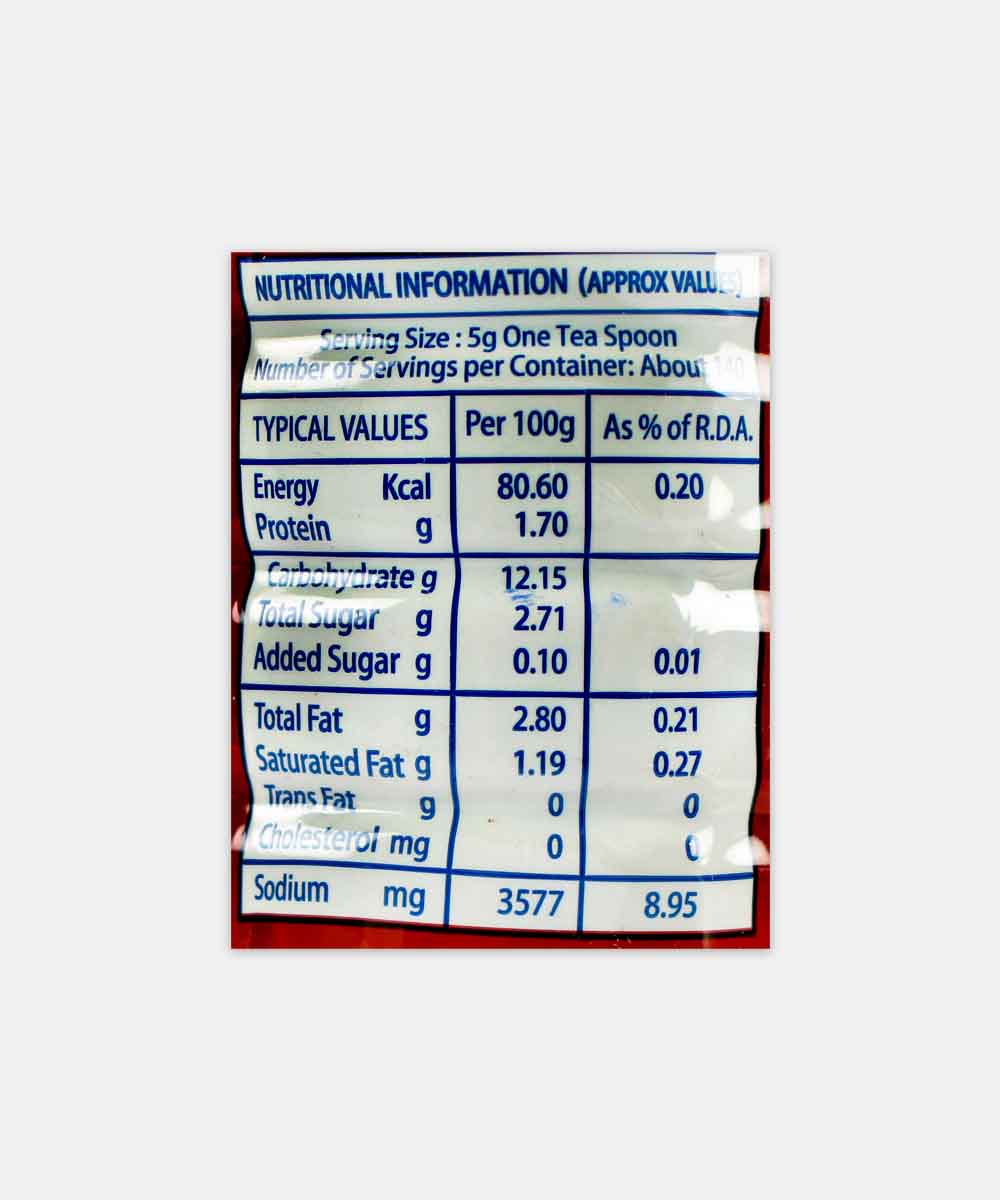 NUTRITIONAL INFORMATION (APPROX VALUES)
Serving Size : 5g One Tea Spoon
Number of Servings per Container: About 140
TYPICAL VALUES Per 100g As % of R.D.A.
Energy Kcal 80.60 0.20
Protein g 1.70
Carbohydrate g 12.15
Total Sugar g 2.71
Added Sugar g 0.10 0.01
Total Fat g 2.80 0.21
Saturated Fat g 1.19 0.27
Trans Fat g 0 0
Cholesterol mg 0 0
Sodium mg 3577 8.95